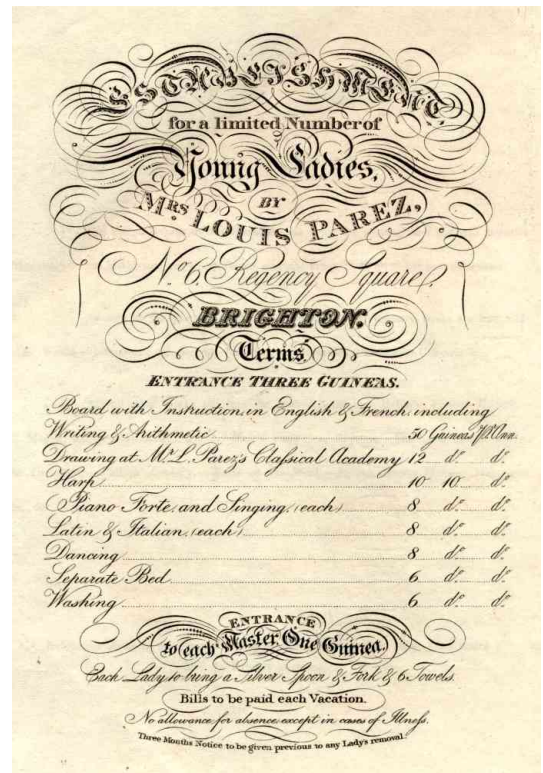 ESTABLISHMENT,
for a limited Number of
Young Ladies,
BY
MRS LOUIS PAREZ,
No. 6, Regency Square,
BRIGHTON.
Terms.
ENTRANCE THREE GUINEAS.
Board with Instruction in English & French, including
Writing & Arithmetic 50 Guineas P. Ann.
Drawing at Mr. L. Parez's Classical Academy 12 do. do.
Harp 10 10 do.
Piano Forte, and Singing, (each) 8 do. do.
Latin & Italian, (each) 8 do. do.
Dancing 8 do. do.
Separate Bed 6 do. do.
Washing 6 do. do.
ENTRANCE
to each Master One Guinea.
Each Lady to bring a Silver Spoon & Fork & 6 Towels.
Bills to be paid each Vacation.
No allowance for absence except in cases of Illness.
Three Months Notice to be given previous to any Lady's removal.